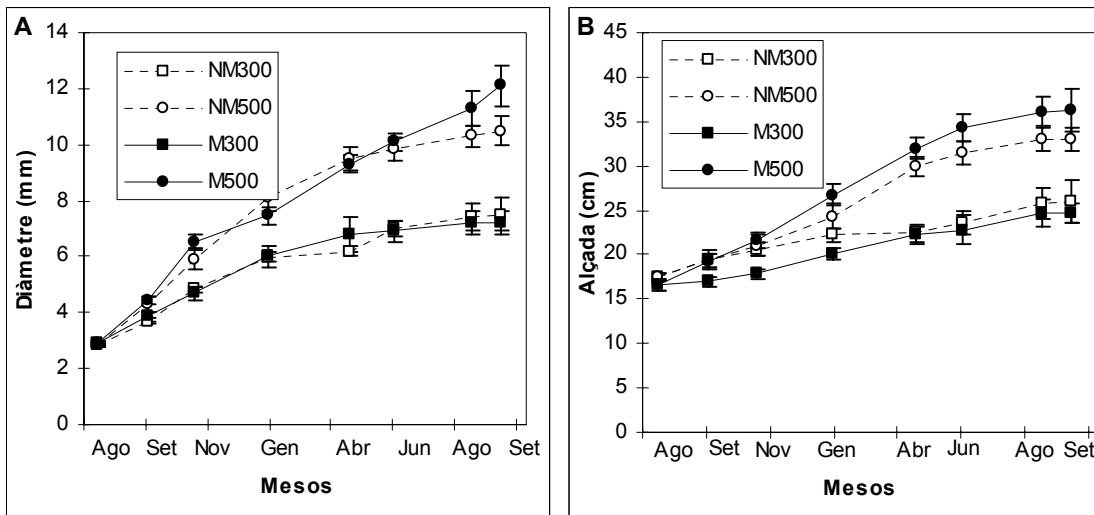 A
14
12
10
8
6
4
2
0
Diàmetre (mm)
NM300
NM500
M300
M500
Ago Set Nov Gen Abr Jun Ago Set
Mesos
B
45
40
35
30
25
20
15
10
5
0
Alçada (cm)
NM300
NM500
M300
M500
Ago Set Nov Gen Abr Jun Ago Set
Mesos